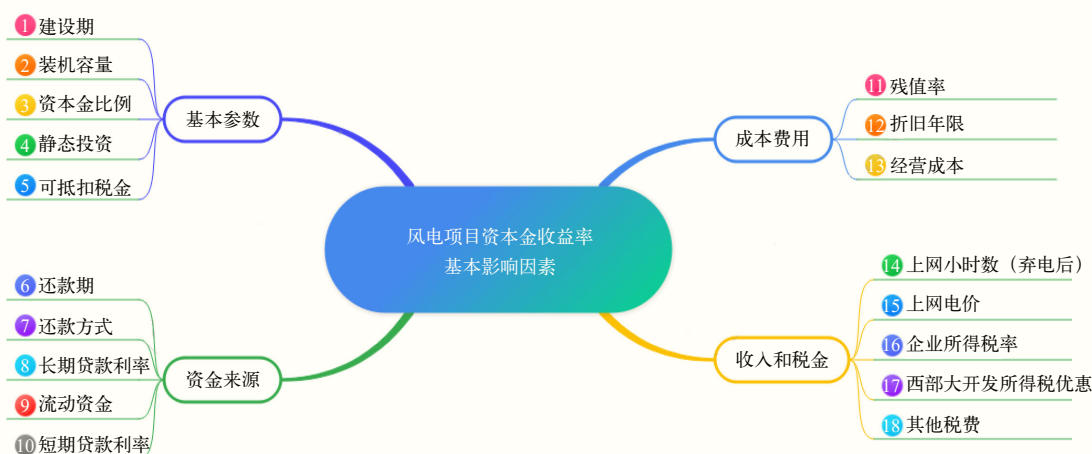 风电项目资本金收益率
基本影响因素
基本参数
1 建设期
2 装机容量
3 资本金比例
4 静态投资
5 可抵扣税金
资金来源
6 还款期
7 还款方式
8 长期贷款利率
9 流动资金
10 短期贷款利率
成本费用
11 残值率
12 折旧年限
13 经营成本
收入和税金
14 上网小时数（弃电后）
15 上网电价
16 企业所得税率
17 西部大开发所得税优惠
18 其他税费